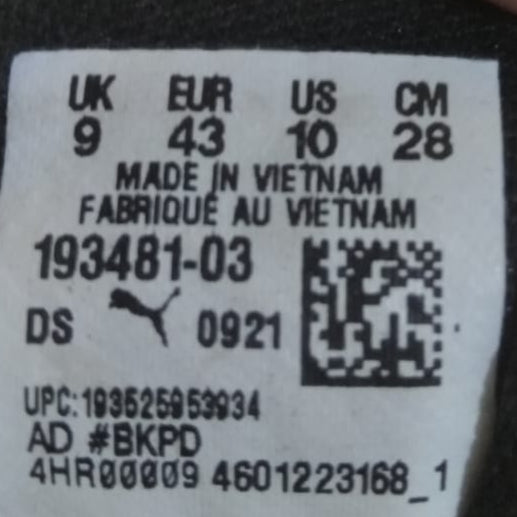 UK EUR US CM
9 43 10 28
MADE IN VIETNAM
FABRIQUÉ AU VIETNAM
193481-03
DS 0921
UPC:193525953934
AD #BKPD
4HR00009 4601223168_1